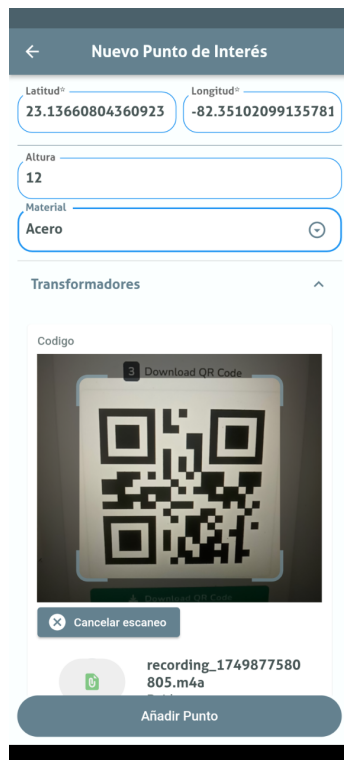 Nuevo Punto de Interés
Latitud*
23.13660804360923
Longitud*
-82.35102099135781
Altura
12
Material
Acero
Transformadores
Codigo
3 Download QR Code
Download QR Code
Cancelar escaneo
recording_1749877580
805.m4a
Añadir Punto